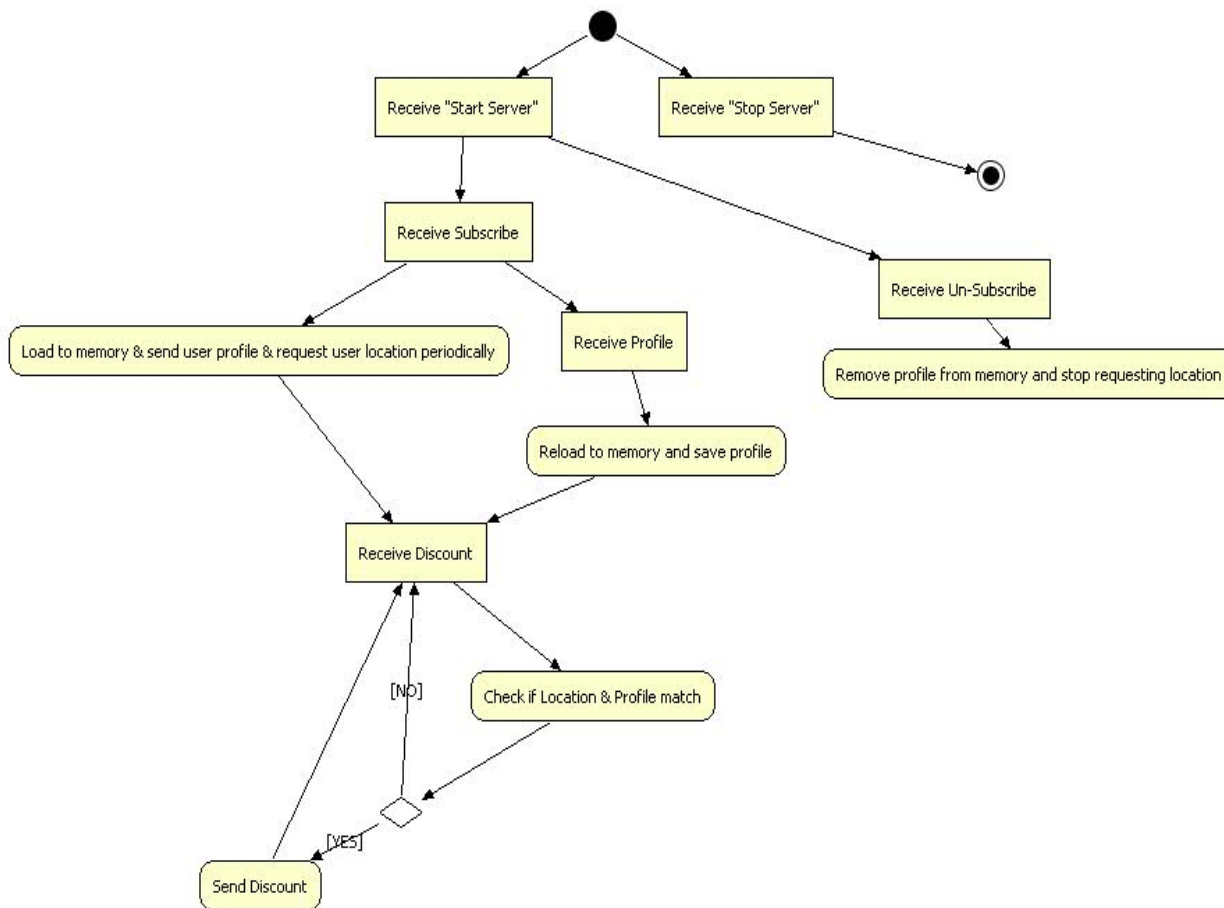 Receive "Start Server"
Receive "Stop Server"
Receive Subscribe
Receive Un-Subscribe
Load to memory & send user profile & request user location periodically
Receive Profile
Remove profile from memory and stop requesting location
Reload to memory and save profile
Receive Discount
[NO]
Check if Location & Profile match
[YES]
Send Discount